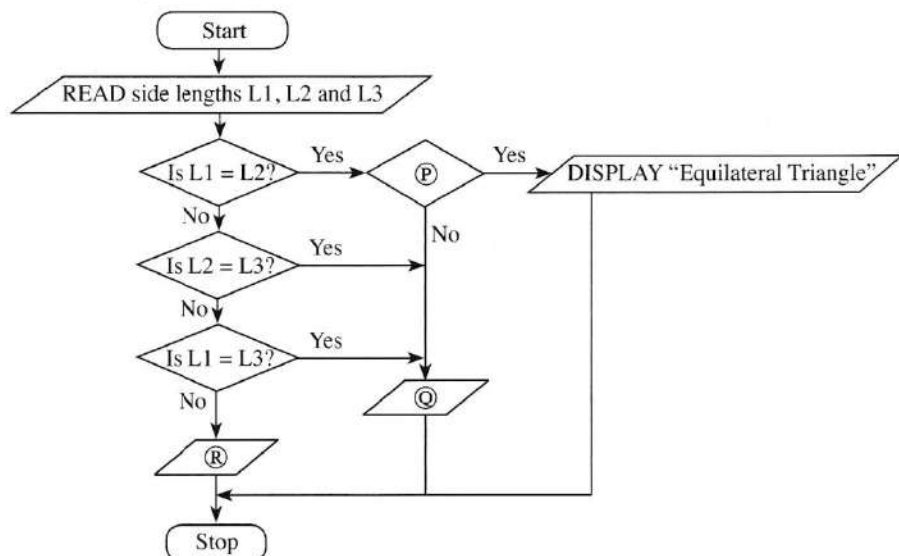 Start
READ side lengths L1, L2 and L3
Is L1 = L2?
Yes
Ⓟ
Yes
DISPLAY “Equilateral Triangle”
No
No
Is L2 = L3?
Yes
No
Is L1 = L3?
Yes
No
Ⓠ
Ⓡ
Stop